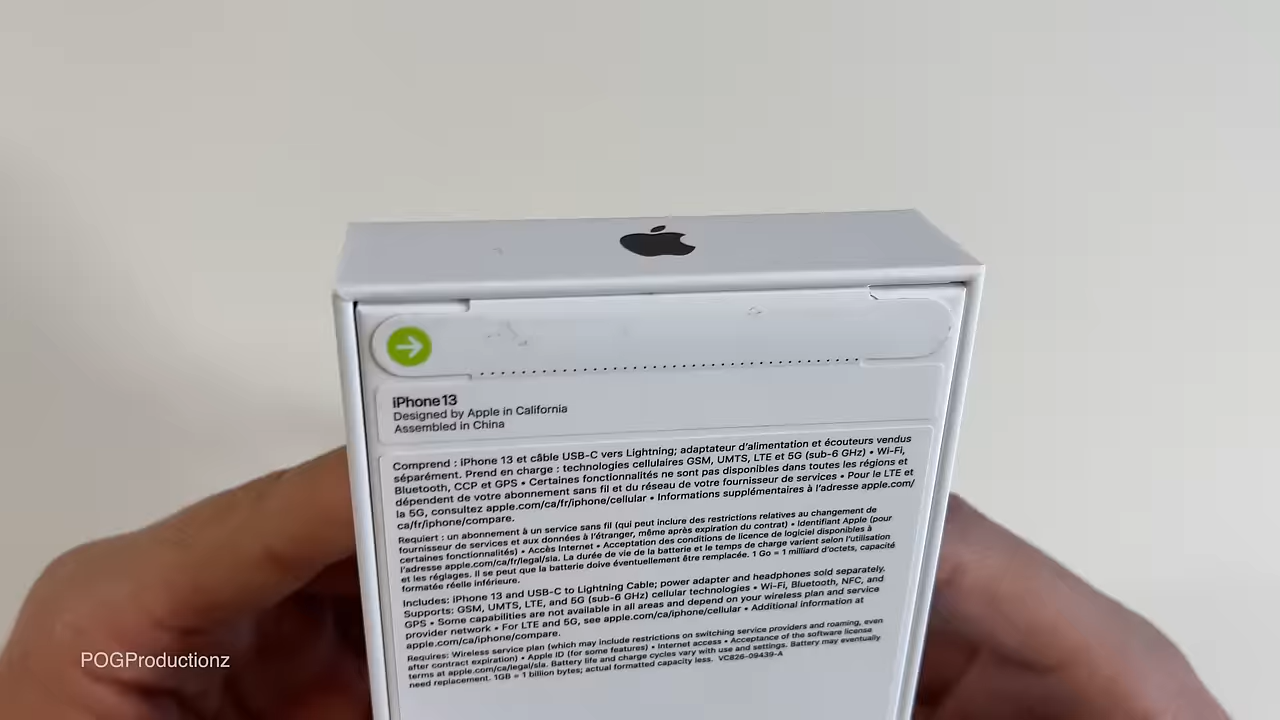 iPhone 13
Designed by Apple in California
Assembled in China
Comprend : iPhone 13 et câble USB-C vers Lightning; adaptateur d'alimentation et écouteurs vendus
séparément. Prend en charge : technologies cellulaires GSM, UMTS, LTE et 5G (sub-6 GHz) • Wi-Fi,
Bluetooth, CCP et GPS • Certaines fonctionnalités ne sont pas disponibles dans toutes les régions et
dépendent de votre abonnement sans fil et du réseau de votre fournisseur de services • Pour le LTE et
la 5G, consultez apple.com/ca/fr/iphone/cellular • Informations supplémentaires à l'adresse apple.com/
ca/fr/iphone/compare.
Requiert : un abonnement à un service sans fil (qui peut inclure des restrictions relatives au changement de
fournisseur de services et aux données à l'étranger, même après expiration du contrat) • Identifiant Apple (pour
certaines fonctionnalités) • Accès Internet • Acceptation des conditions de licence de logiciel disponibles à
l'adresse apple.com/ca/fr/legal/sla. La durée de vie de la batterie et le temps de charge varient selon l'utilisation
et les réglages. Il se peut que la batterie doive éventuellement être remplacée. 1 Go = 1 milliard d'octets, capacité
formatée réelle inférieure.
Includes: iPhone 13 and USB-C to Lightning Cable; power adapter and headphones sold separately.
Supports: GSM, UMTS, LTE, and 5G (sub-6 GHz) cellular technologies • Wi-Fi, Bluetooth, NFC, and
GPS • Some capabilities are not available in all areas and depend on your wireless plan and service
provider network • For LTE and 5G, see apple.com/ca/iphone/cellular • Additional information at
apple.com/ca/iphone/compare.
Requires: Wireless service plan (which may include restrictions on switching service providers and roaming, even
after contract expiration) • Apple ID (for some features) • Internet access • Acceptance of the software license
terms at apple.com/ca/legal/sla. Battery life and charge cycles vary with use and settings. Battery may eventually
need replacement. 1GB = 1 billion bytes; actual formatted capacity less. VC826-09439-A
POGProductionz